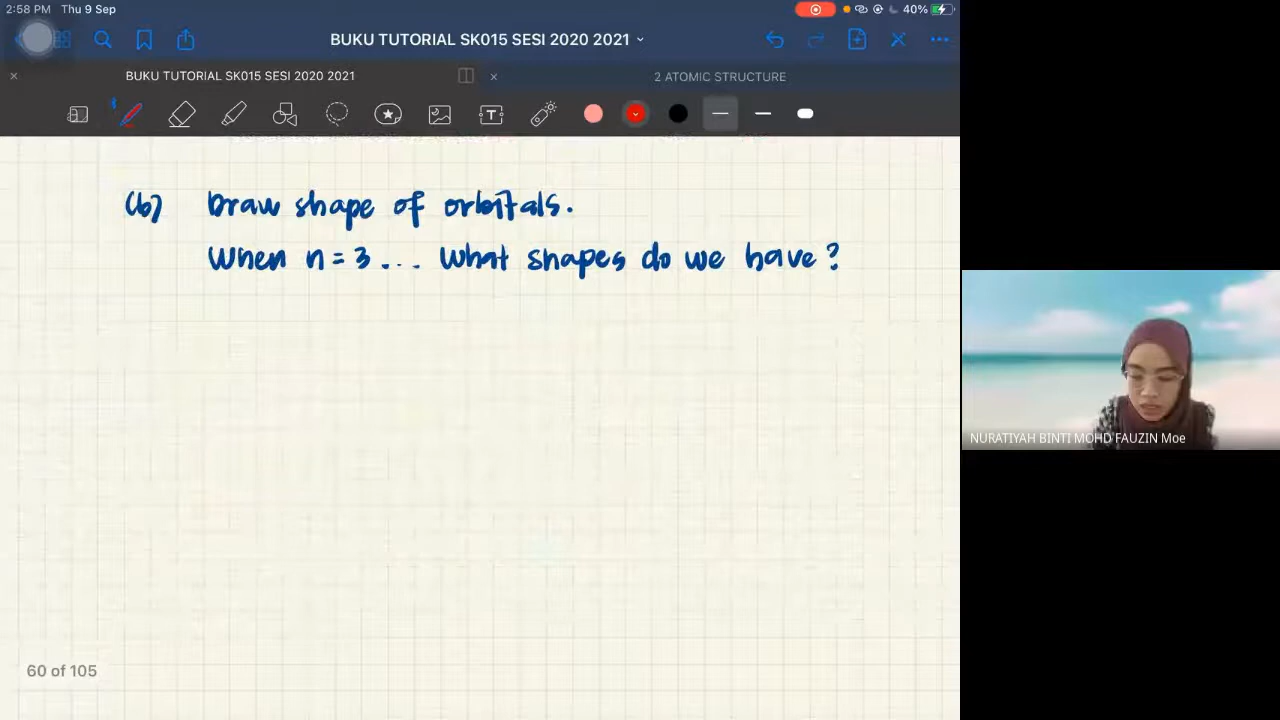 2:58 PM Thu 9 Sep
40%
BUKU TUTORIAL SK015 SESI 2020 2021
BUKU TUTORIAL SK015 SESI 2020 2021
2 ATOMIC STRUCTURE
(b) Draw shape of orbitals.
When n = 3 ... What shapes do we have?
NURATIYAH BINTI MOHD FAUZIN Moe
60 of 105